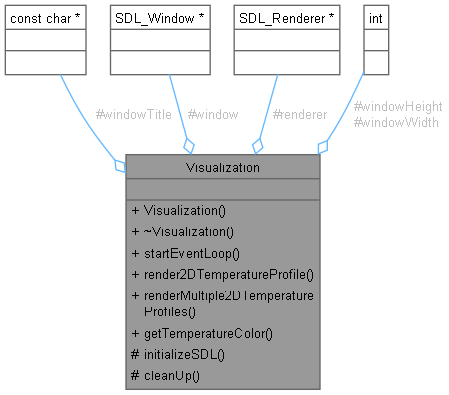 const char *
SDL_Window *
SDL_Renderer *
int
#windowTitle
#window
#renderer
#windowHeight
#windowWidth
Visualization
+ Visualization()
+ ~Visualization()
+ startEventLoop()
+ render2DTemperatureProfile()
+ renderMultiple2DTemperature
Profiles()
+ getTemperatureColor()
# initializeSDL()
# cleanUp()